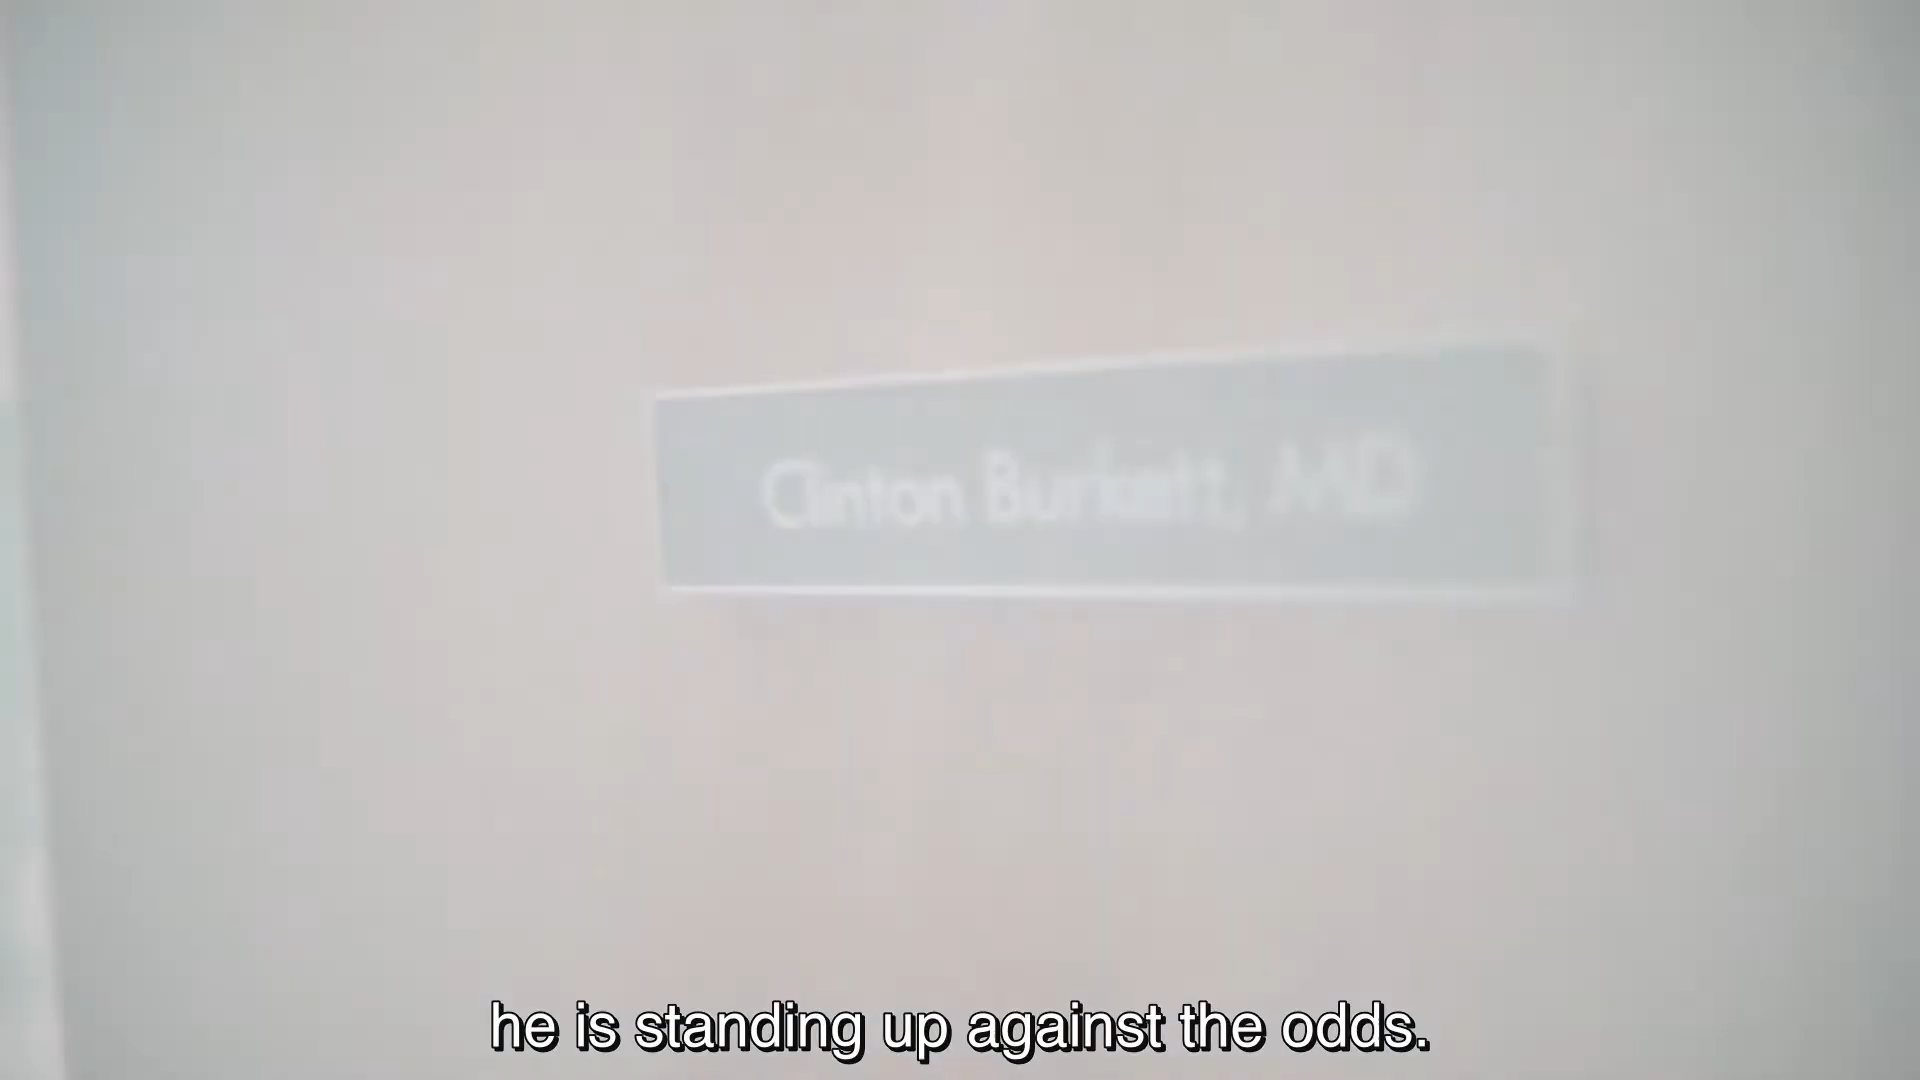 Clinton Burkett, MD
he is standing up against the odds.